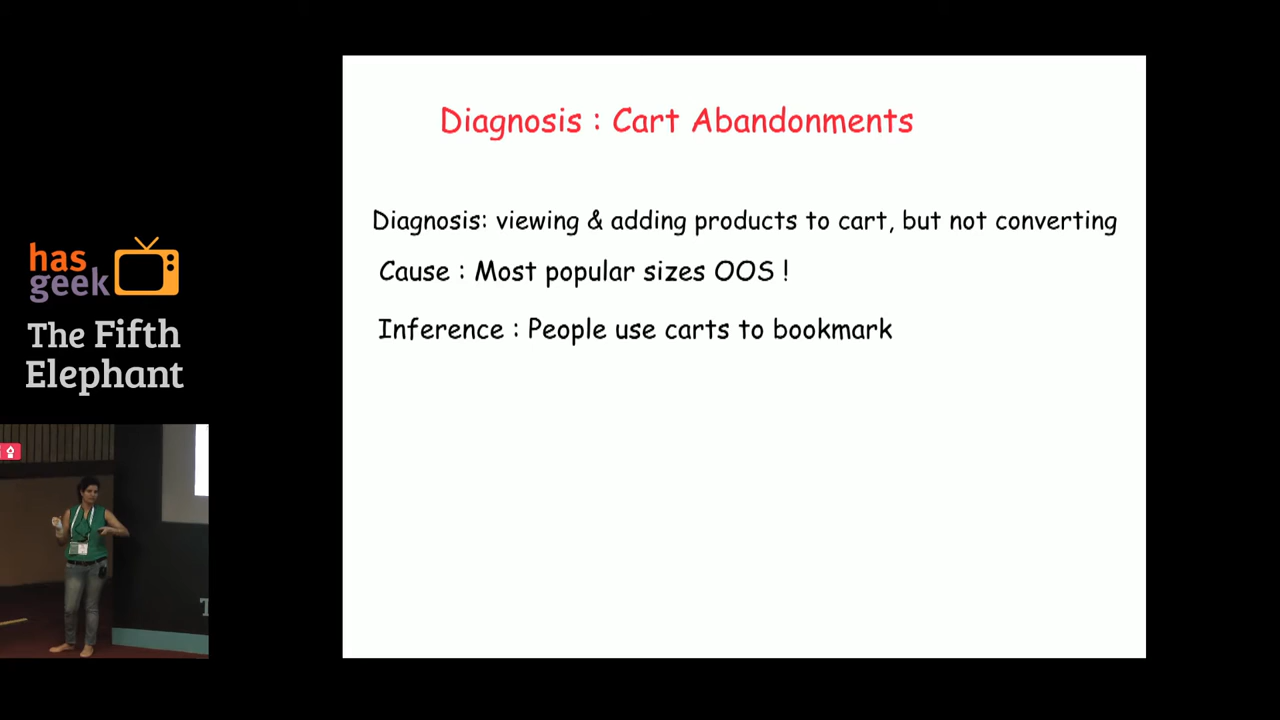 Diagnosis : Cart Abandonments
Diagnosis: viewing & adding products to cart, but not converting
Cause : Most popular sizes OOS !
Inference : People use carts to bookmark
has
geek
The Fifth
Elephant